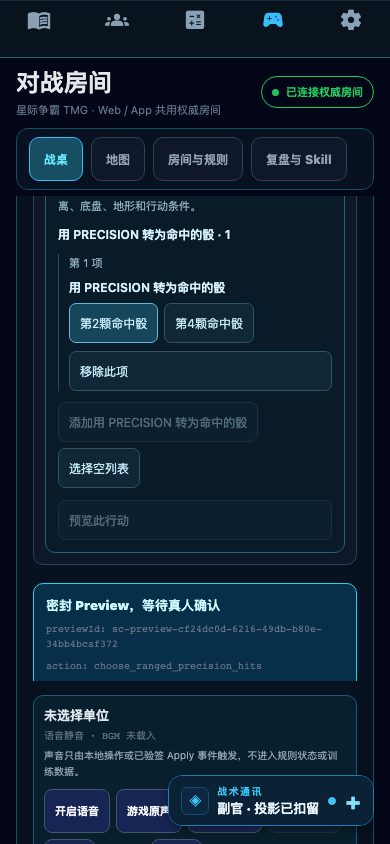 对战房间
星际争霸 TMG · Web / App 共用权威房间
已连接权威房间
战桌
地图
房间与规则
复盘与 Skill
离、底盘、地形和行动条件。
用 PRECISION 转为命中的骰 · 1
第 1 项
用 PRECISION 转为命中的骰
第2颗命中骰
第4颗命中骰
移除此项
添加用 PRECISION 转为命中的骰
选择空列表
预览此行动
密封 Preview，等待真人确认
previewId: sc-preview-cf24dc0d-6216-49db-b80e-
34bb4bcaf372
action: choose_ranged_precision_hits
未选择单位
语音静音 · BGM 未载入
声音只由本地操作或已验签 Apply 事件触发，不进入规则状态或训
练数据。
开启语音
游戏原声
战术通讯
副官 · 投影已扣留